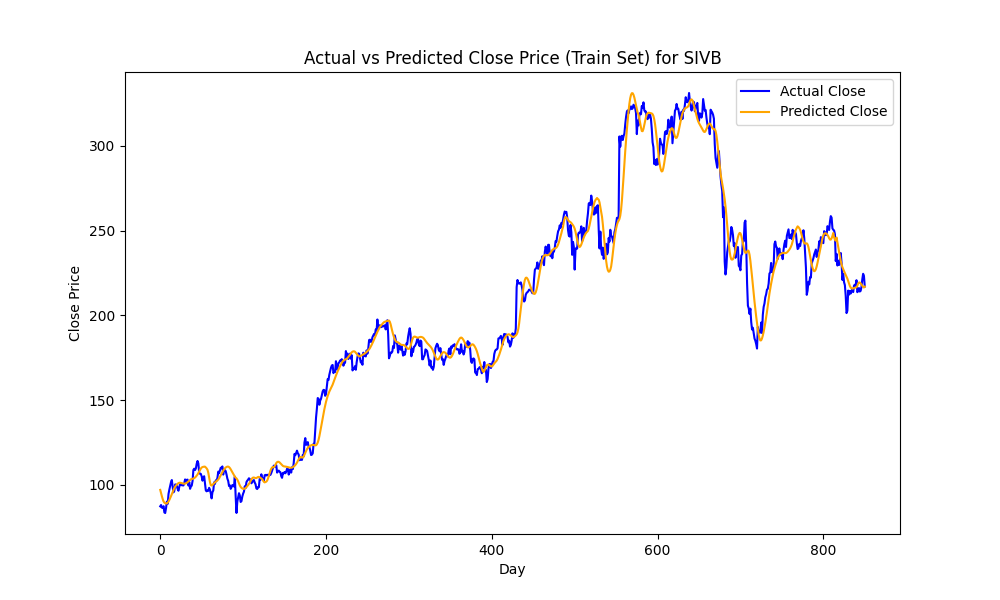 Actual vs Predicted Close Price (Train Set) for SIVB
Actual Close
Predicted Close
Close Price
300
250
200
150
100
0 200 400 600 800
Day